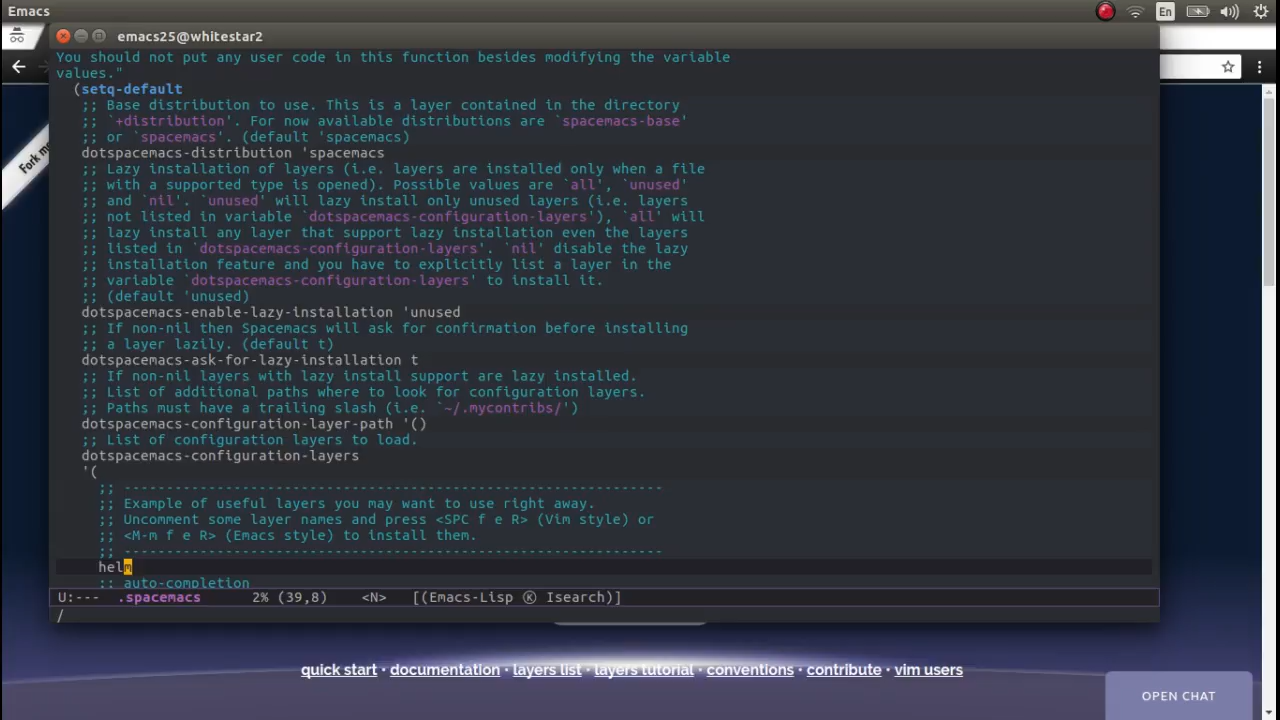 Emacs
En
emacs25@whitestar2
Fork m
You should not put any user code in this function besides modifying the variable
values."
(setq-default
;; Base distribution to use. This is a layer contained in the directory
;; `+distribution'. For now available distributions are `spacemacs-base'
;; or `spacemacs'. (default 'spacemacs)
dotspacemacs-distribution 'spacemacs
;; Lazy installation of layers (i.e. layers are installed only when a file
;; with a supported type is opened). Possible values are `all', `unused'
;; and `nil'. `unused' will lazy install only unused layers (i.e. layers
;; not listed in variable `dotspacemacs-configuration-layers'), `all' will
;; lazy install any layer that support lazy installation even the layers
;; listed in `dotspacemacs-configuration-layers'. `nil' disable the lazy
;; installation feature and you have to explicitly list a layer in the
;; variable `dotspacemacs-configuration-layers' to install it.
;; (default 'unused)
dotspacemacs-enable-lazy-installation 'unused
;; If non-nil then Spacemacs will ask for confirmation before installing
;; a layer lazily. (default t)
dotspacemacs-ask-for-lazy-installation t
;; If non-nil layers with lazy install support are lazy installed.
;; List of additional paths where to look for configuration layers.
;; Paths must have a trailing slash (i.e. `~/.mycontribs/')
dotspacemacs-configuration-layer-path '()
;; List of configuration layers to load.
dotspacemacs-configuration-layers
'(
;; ----------------------------------------------------------------
;; Example of useful layers you may want to use right away.
;; Uncomment some layer names and press <SPC f e R> (Vim style) or
;; <M-m f e R> (Emacs style) to install them.
;; ----------------------------------------------------------------
helm
;; auto-completion
U:--- .spacemacs 2% (39,8) <N> [(Emacs-Lisp Ⓚ Isearch)]
/
quick start · documentation · layers list · layers tutorial · conventions · contribute · vim users
OPEN CHAT